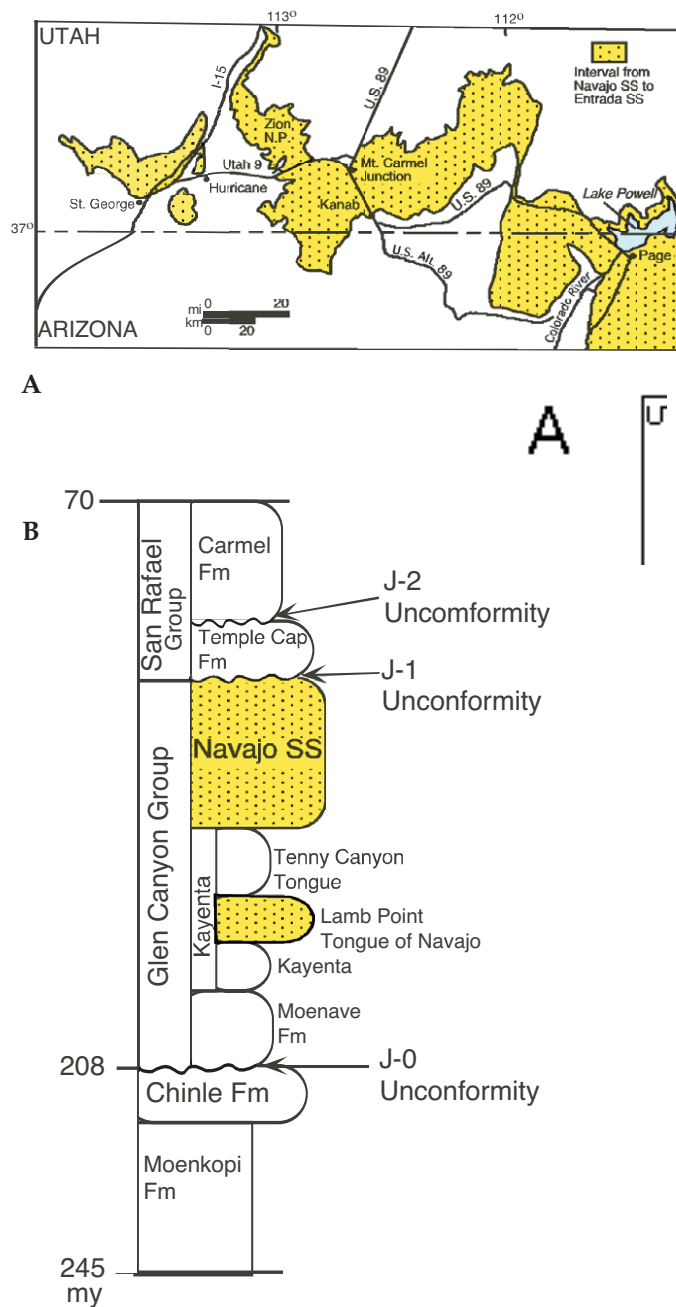 UTAH
113⁰
112⁰
I-15
U.S. 89
Interval from
Navajo SS to
Entrada SS
Zion
N.P.
Utah 9
Mt. Carmel
Junction
St. George
Hurricane
Kanab
U.S. 89
Lake Powell
37⁰
U.S. Alt. 89
Page
Colorado River
0 20
mi
km
0 20
ARIZONA
A
A
B
70
San Rafael
Group
Carmel
Fm
J-2
Uncomformity
Temple Cap
Fm
J-1
Unconformity
Glen Canyon Group
Navajo SS
Kayenta
Tenny Canyon
Tongue
Lamb Point
Tongue of Navajo
Kayenta
Moenave
Fm
208
J-0
Unconformity
Chinle Fm
Moenkopi
Fm
245
my